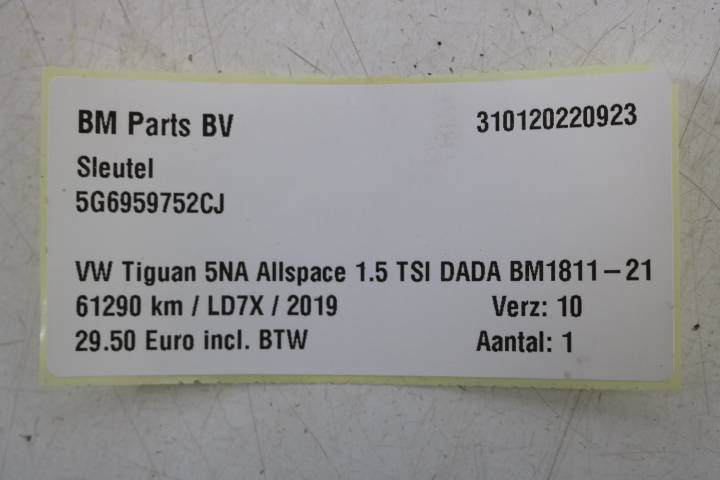 BM Parts BV 310120220923
Sleutel
5G6959752CJ
VW Tiguan 5NA Allspace 1.5 TSI DADA BM1811-21
61290 km / LD7X / 2019 Verz: 10
29.50 Euro incl. BTW Aantal: 1